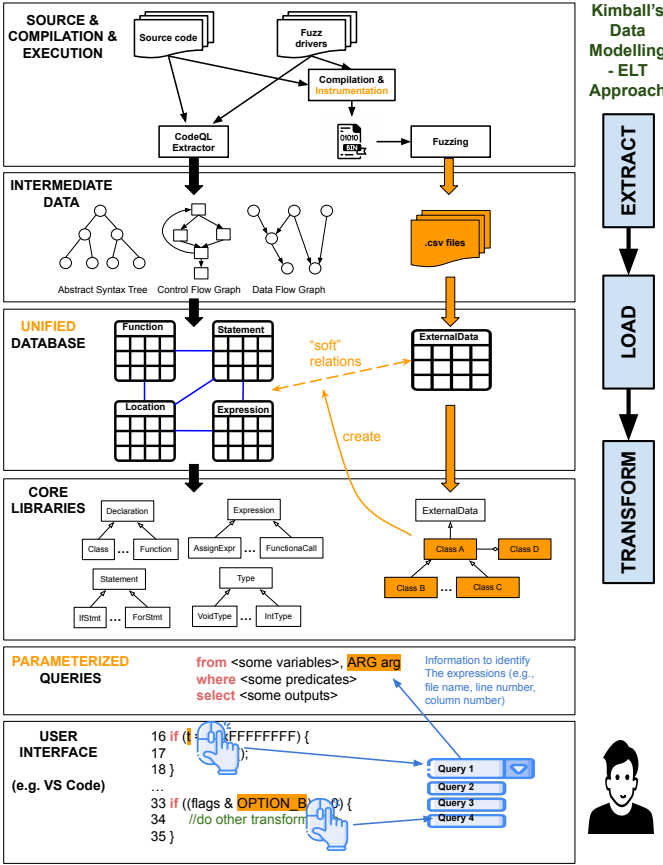 SOURCE &
COMPILATION &
EXECUTION
Source code
Fuzz
drivers
Compilation &
Instrumentation
CodeQL
Extractor
01010
BIN
Fuzzing
Kimball's
Data
Modelling
- ELT
Approach
EXTRACT
LOAD
TRANSFORM
INTERMEDIATE
DATA
Abstract Syntax Tree
Control Flow Graph
Data Flow Graph
.csv files
UNIFIED
DATABASE
Function
Statement
Location
Expression
"soft"
relations
ExternalData
create
CORE
LIBRARIES
Declaration
Class
...
Function
Expression
AssignExpr
...
FunctionaCall
Statement
IfStmt
...
ForStmt
Type
VoidType
...
IntType
ExternalData
Class A
Class D
Class B
...
Class C
PARAMETERIZED
QUERIES
from <some variables>, ARG arg
where <some predicates>
select <some outputs>
Information to identify
The expressions (e.g.,
file name, line number,
column number)
USER
INTERFACE
(e.g. VS Code)
16 if (t xFFFFFFFF) {
17 );
18 }
...
33 if ((flags & OPTION_B) 0) {
34 //do other transform
35 }
Query 1
Query 2
Query 3
Query 4